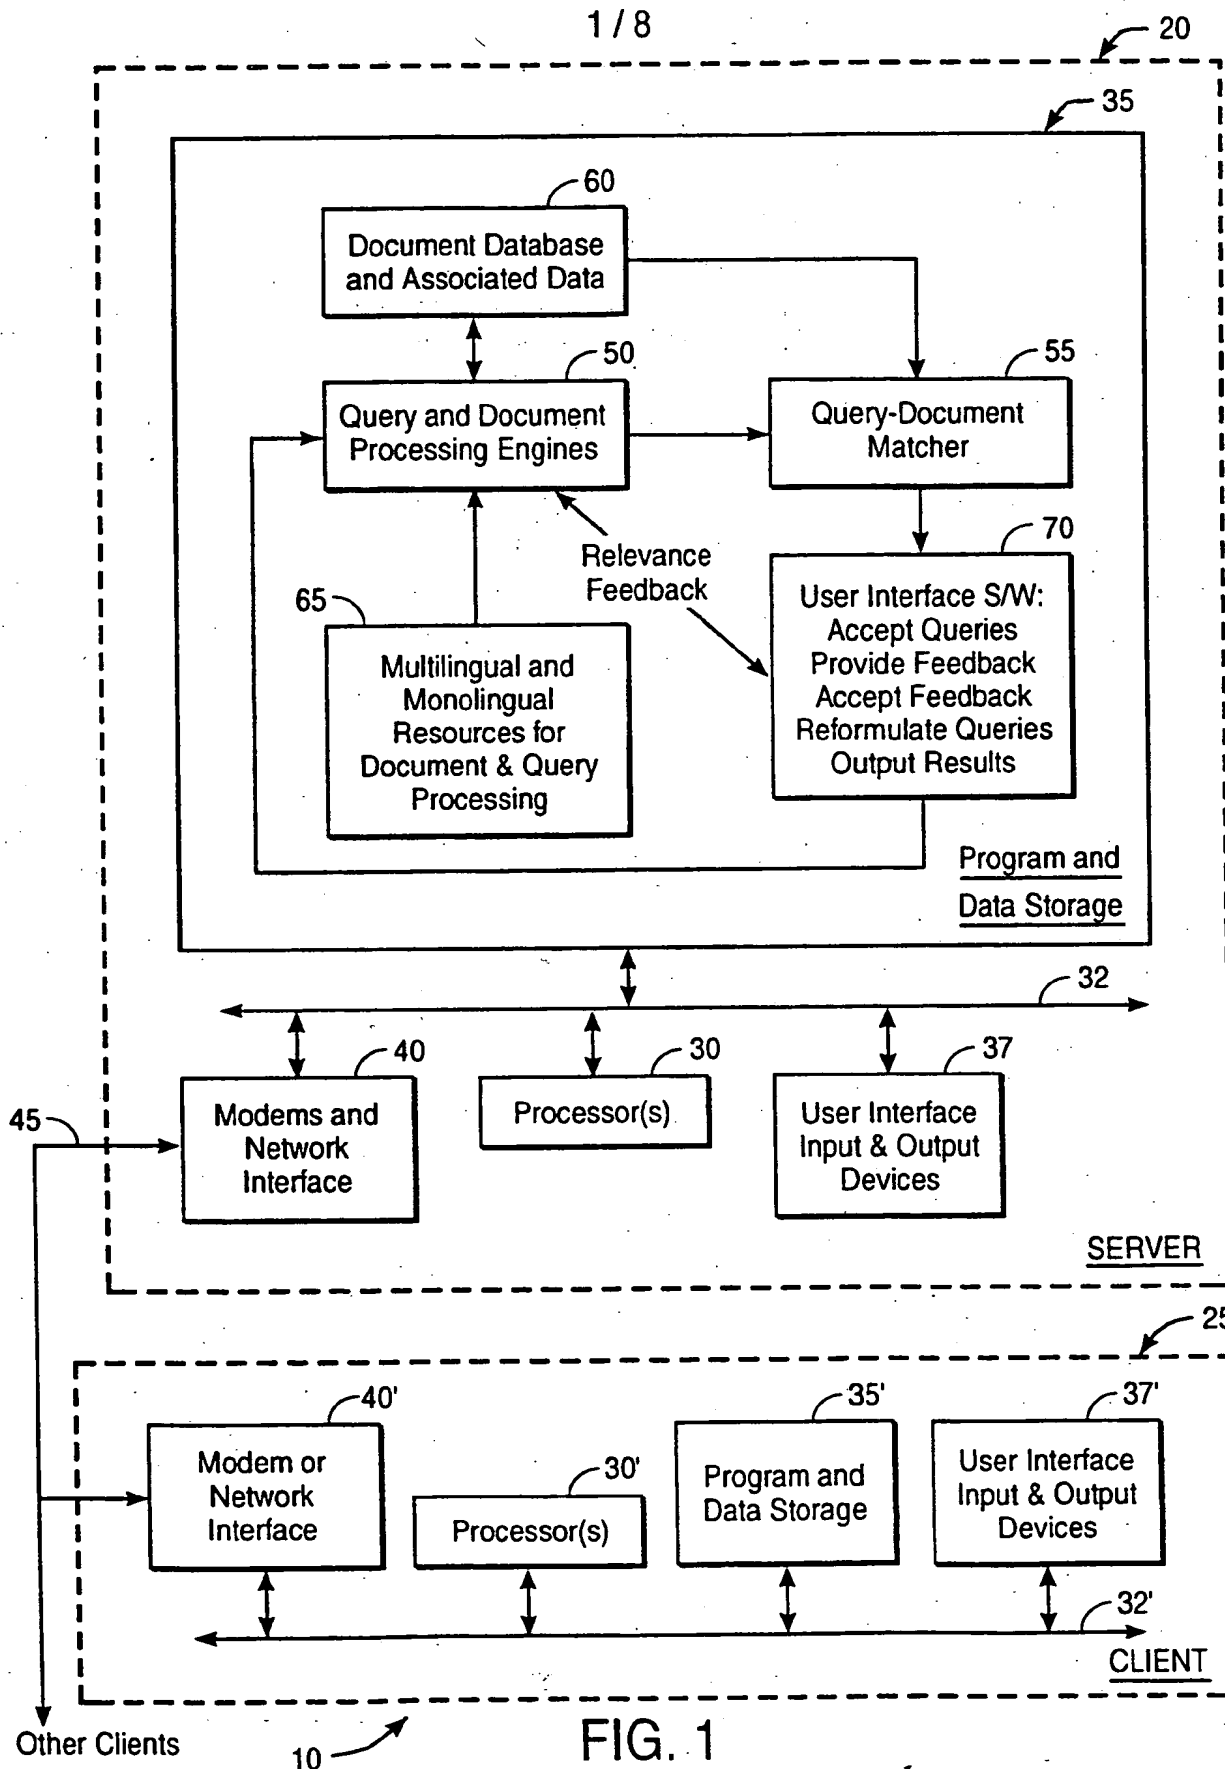 1 / 8
20
35
60
Document Database
and Associated Data
50
Query and Document
Processing Engines
55
Query-Document
Matcher
Relevance
Feedback
65
Multilingual and
Monolingual
Resources for
Document & Query
Processing
70
User Interface S/W:
Accept Queries
Provide Feedback
Accept Feedback
Reformulate Queries
Output Results
Program and
Data Storage
32
40
Modems and
Network
Interface
30
Processor(s)
37
User Interface
Input & Output
Devices
45
SERVER
25
40'
Modem or
Network
Interface
30'
Processor(s)
35'
Program and
Data Storage
37'
User Interface
Input & Output
Devices
32'
CLIENT
Other Clients
10
FIG. 1